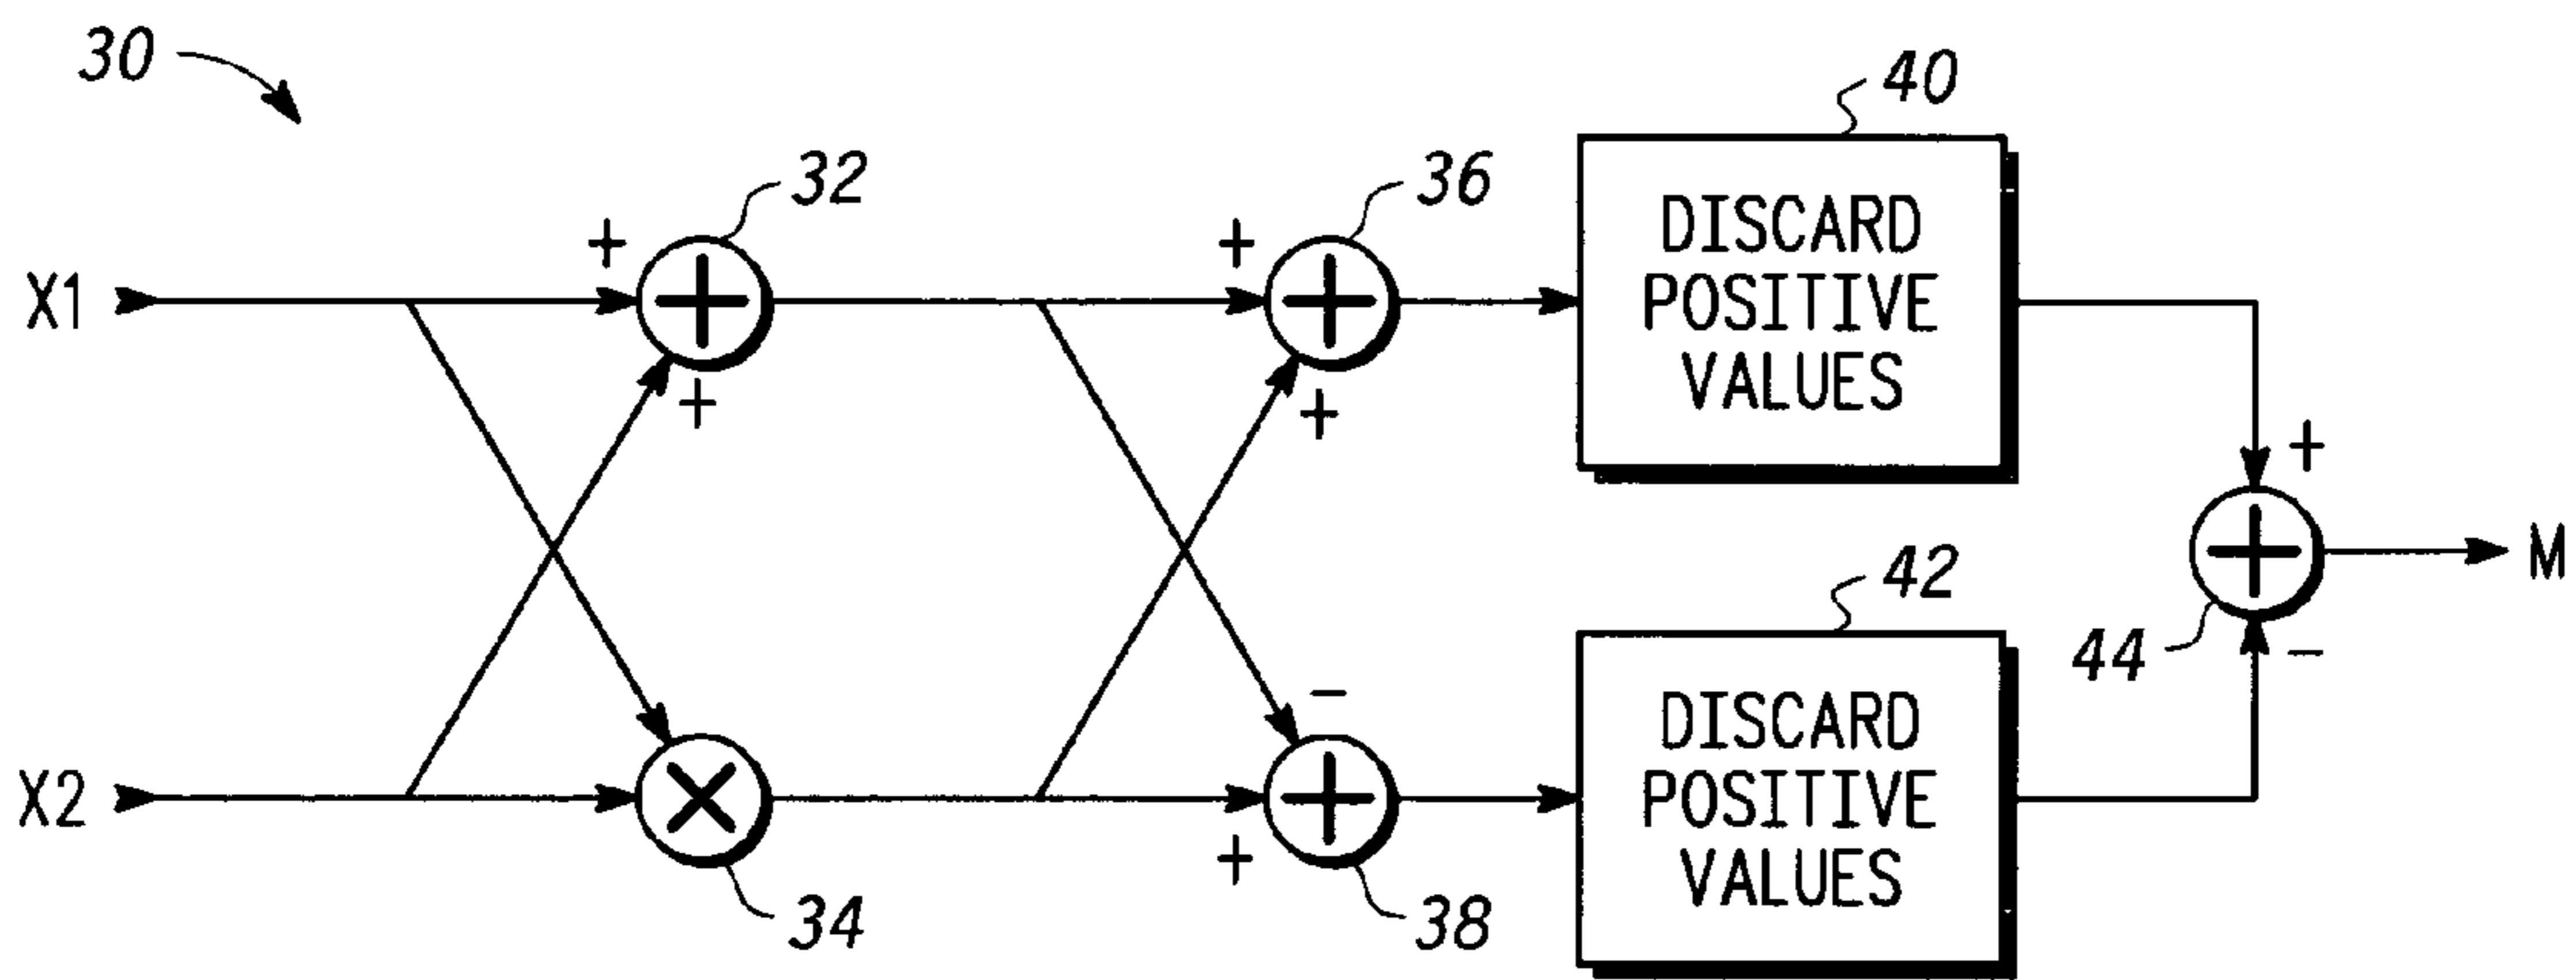 30
32
36
40
+
+
X1
+
+
DISCARD
POSITIVE
VALUES
+
M
44
-
42
-
X2
+
DISCARD
POSITIVE
VALUES
34
38